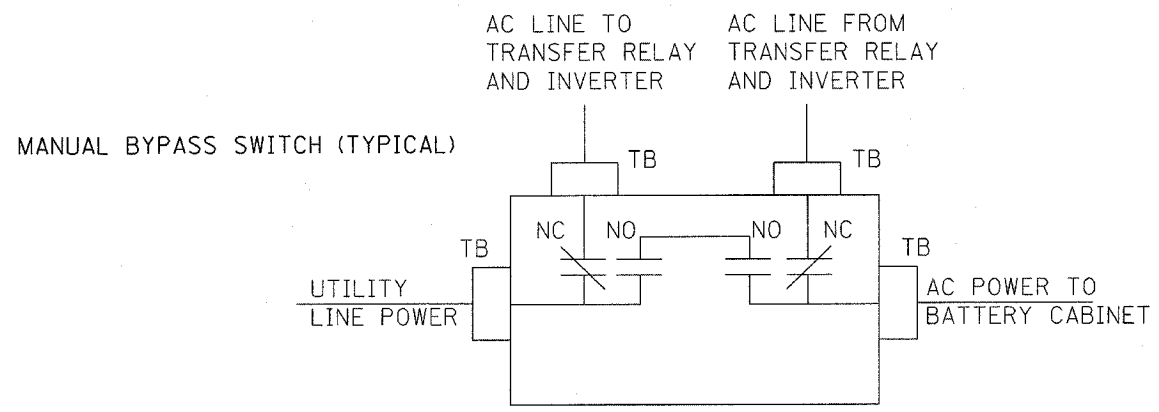 AC LINE TO
TRANSFER RELAY
AND INVERTER
AC LINE FROM
TRANSFER RELAY
AND INVERTER
MANUAL BYPASS SWITCH (TYPICAL)
TB
TB
NC
NO
NO
NC
TB
TB
UTILITY
LINE POWER
AC POWER TO
BATTERY CABINET